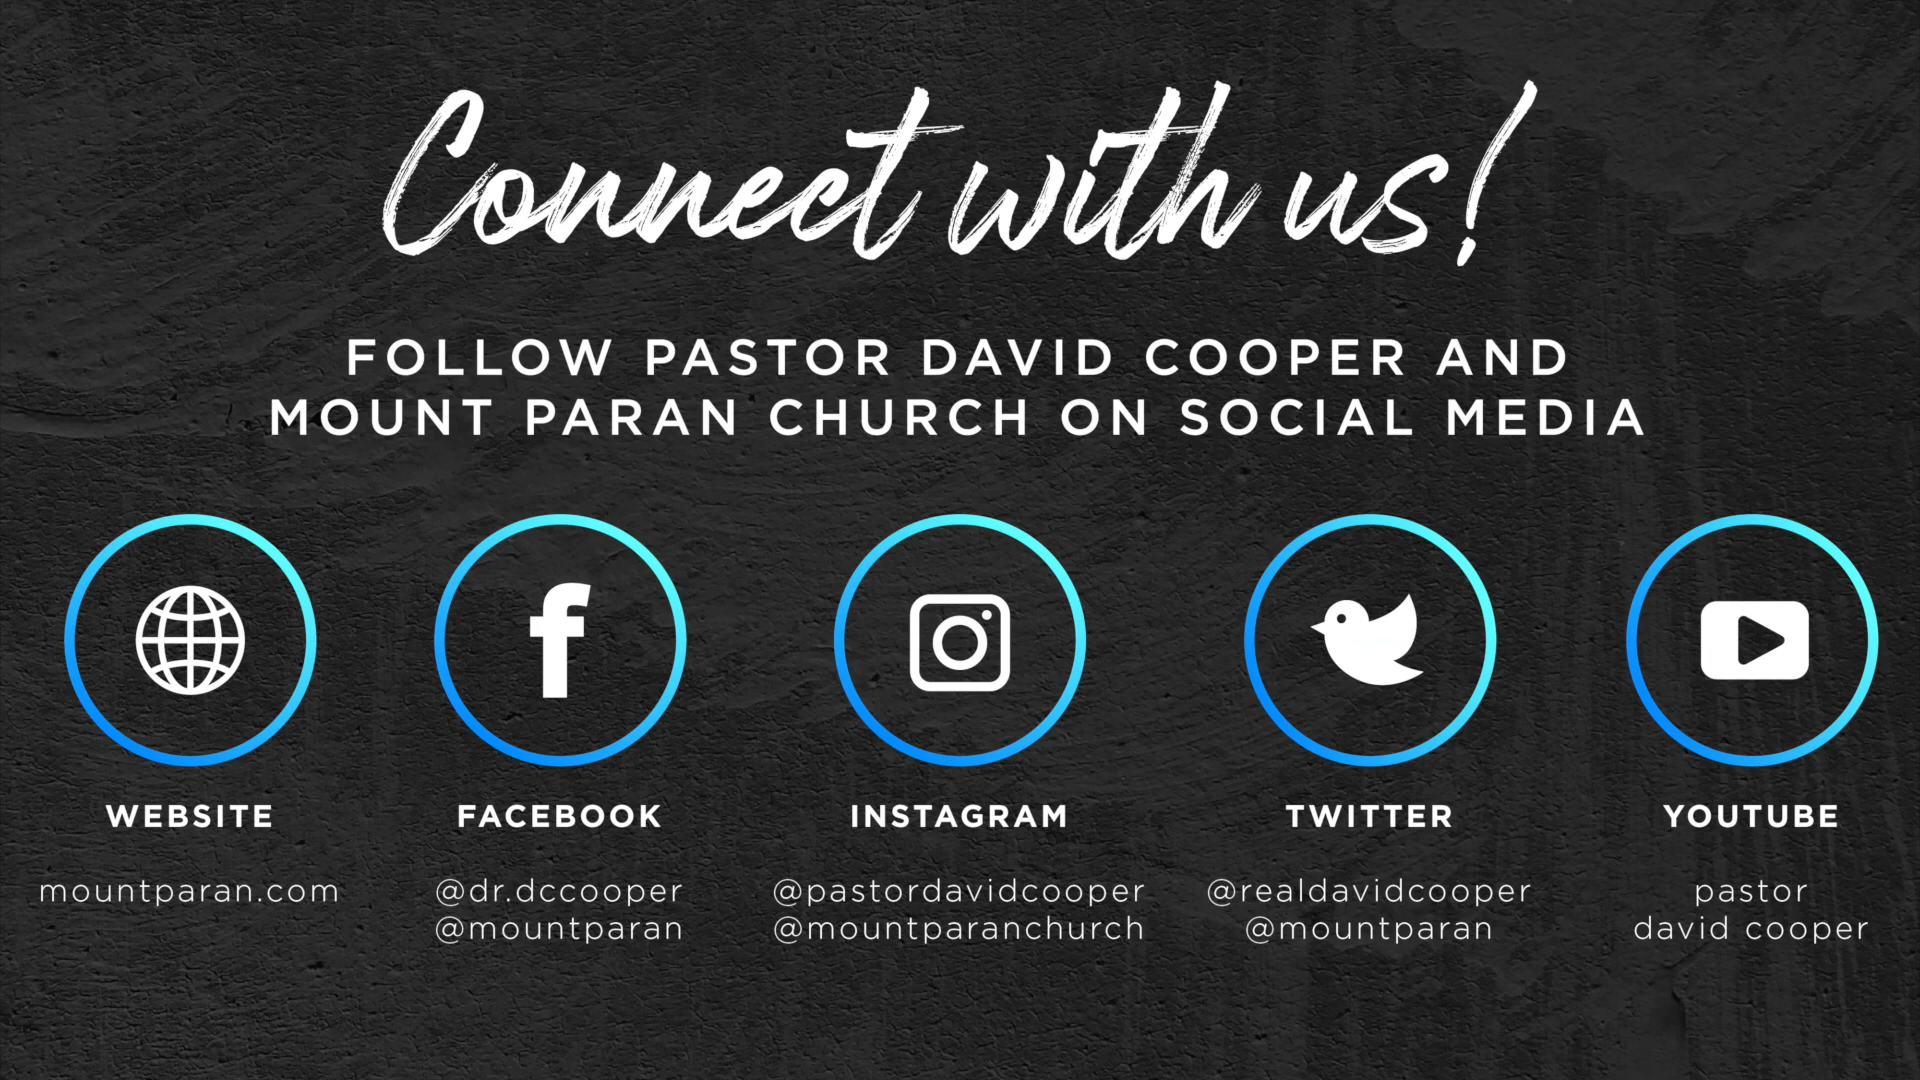 Connect with us!
FOLLOW PASTOR DAVID COOPER AND
MOUNT PARAN CHURCH ON SOCIAL MEDIA
WEBSITE
mountparan.com
FACEBOOK
@dr.dccooper
@mountparan
INSTAGRAM
@pastordavidcooper
@mountparanchurch
TWITTER
@realdavidcooper
@mountparan
YOUTUBE
pastor
david cooper